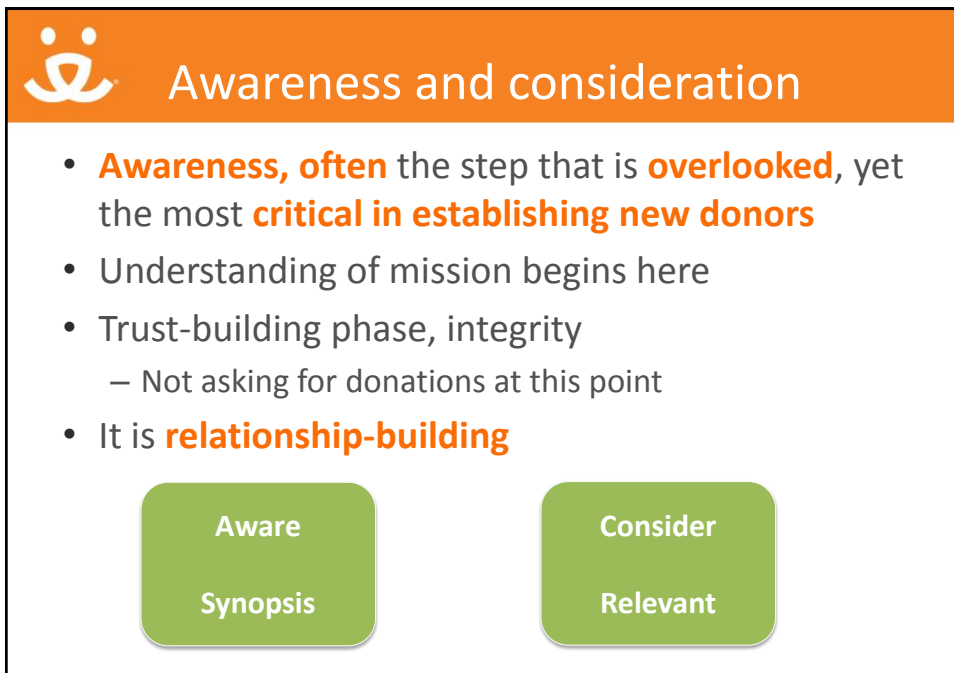 Awareness and consideration
• Awareness, often the step that is overlooked, yet
the most critical in establishing new donors
• Understanding of mission begins here
• Trust-building phase, integrity
– Not asking for donations at this point
• It is relationship-building
Aware
Synopsis
Consider
Relevant